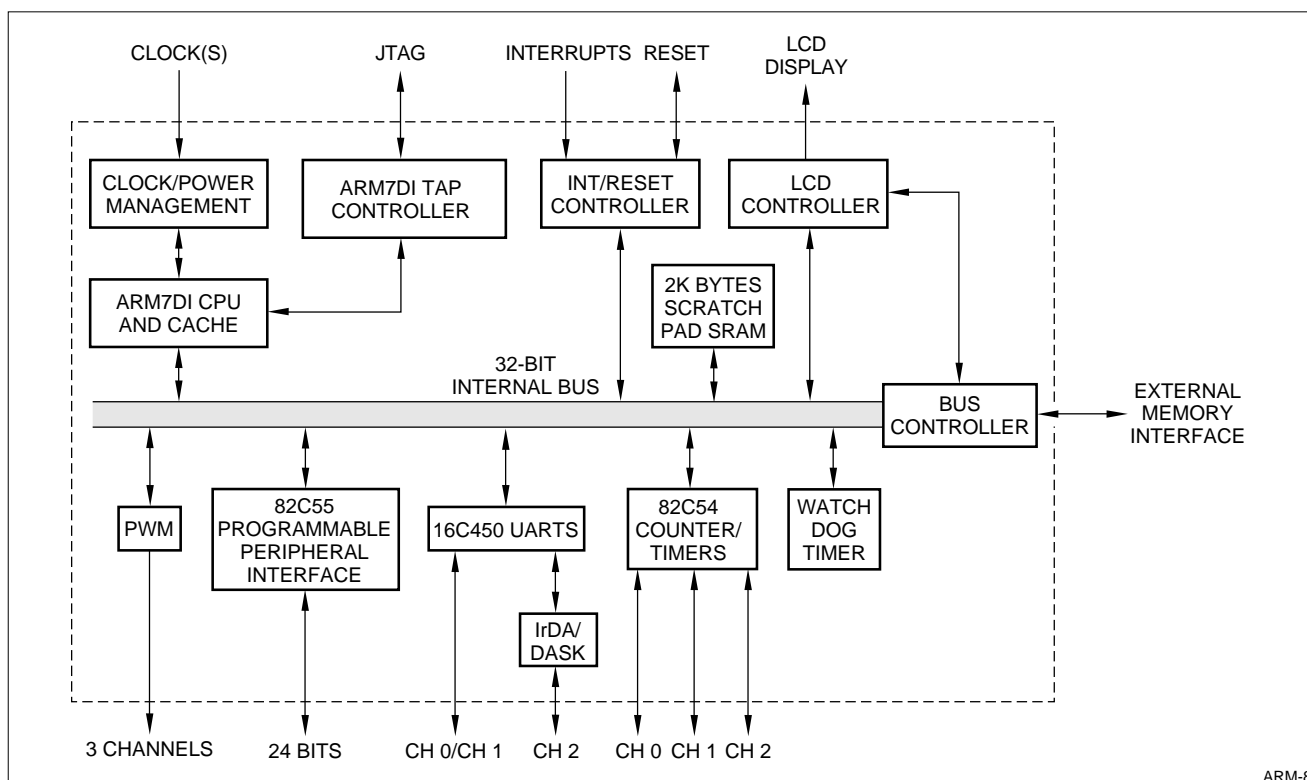 CLOCK(S)
JTAG
INTERRUPTS
RESET
LCD
DISPLAY
CLOCK/POWER
MANAGEMENT
ARM7DI TAP
CONTROLLER
INT/RESET
CONTROLLER
LCD
CONTROLLER
ARM7DI CPU
AND CACHE
2K BYTES
SCRATCH
PAD SRAM
32-BIT
INTERNAL BUS
BUS
CONTROLLER
EXTERNAL
MEMORY
INTERFACE
PWM
82C55
PROGRAMMABLE
PERIPHERAL
INTERFACE
16C450 UARTS
82C54
COUNTER/
TIMERS
WATCH
DOG
TIMER
IrDA/
DASK
3 CHANNELS
24 BITS
CH 0/CH 1
CH 2
CH 0
CH 1
CH 2